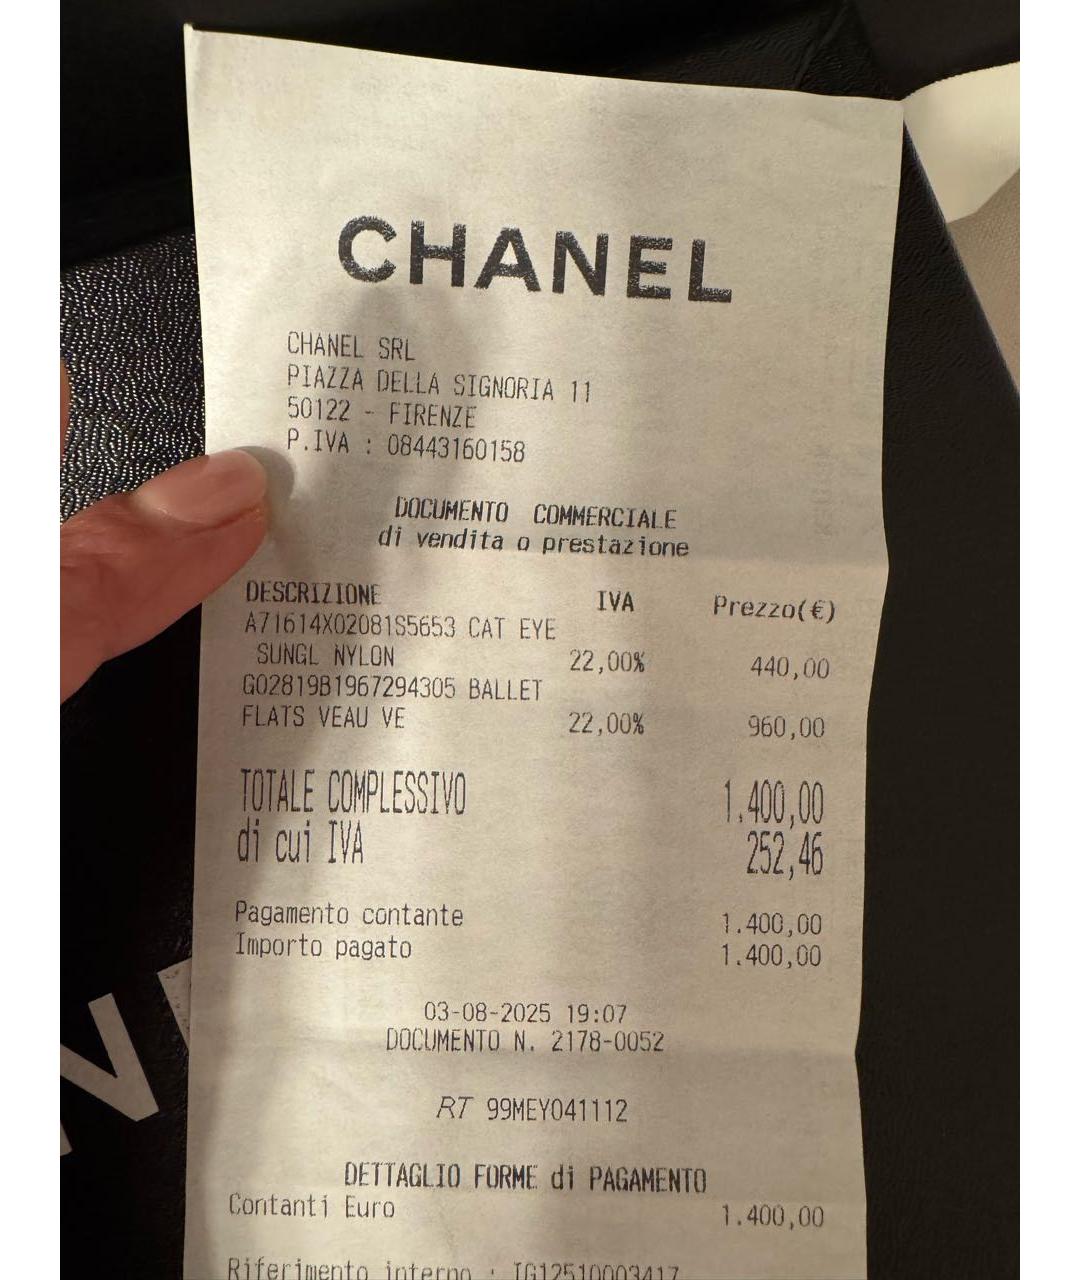 CHANEL
CHANEL SRL
PIAZZA DELLA SIGNORIA 11
50122 - FIRENZE
P.IVA : 08443160158
DOCUMENTO COMMERCIALE
di vendita o prestazione
DESCRIZIONE IVA Prezzo(€)
A71614X02081S5653 CAT EYE
SUNGL NYLON 22,00% 440,00
G02819B1967294305 BALLET
FLATS VEAU VE 22,00% 960,00
TOTALE COMPLESSIVO 1.400,00
di cui IVA 252,46
Pagamento contante 1.400,00
Importo pagato 1.400,00
03-08-2025 19:07
DOCUMENTO N. 2178-0052
RT 99MEY041112
DETTAGLIO FORME di PAGAMENTO
Contanti Euro 1.400,00
Riferimento interno : IG12510003417